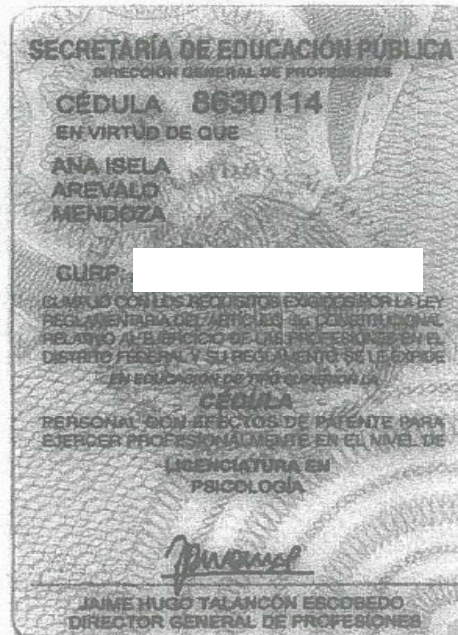 SECRETARÍA DE EDUCACIÓN PÚBLICA
DIRECCIÓN GENERAL DE PROFESIONES
CÉDULA 8630114
EN VIRTUD DE QUE
ANA ISELA
AREVALO
MENDOZA
CURP:
CUMPLIÓ CON LOS REQUISITOS EXIGIDOS POR LA LEY
REGLAMENTARIA DEL ARTÍCULO 5o. CONSTITUCIONAL
RELATIVO AL EJERCICIO DE LAS PROFESIONES EN EL
DISTRITO FEDERAL Y SU REGLAMENTO SE LE EXPIDE
EN EDUCACIÓN DE TIPO SUPERIOR LA
CÉDULA
PERSONAL CON EFECTOS DE PATENTE PARA
EJERCER PROFESIONALMENTE EN EL NIVEL DE
LICENCIATURA EN
PSICOLOGÍA
JAIME HUGO TALANCÓN ESCOBEDO
DIRECTOR GENERAL DE PROFESIONES